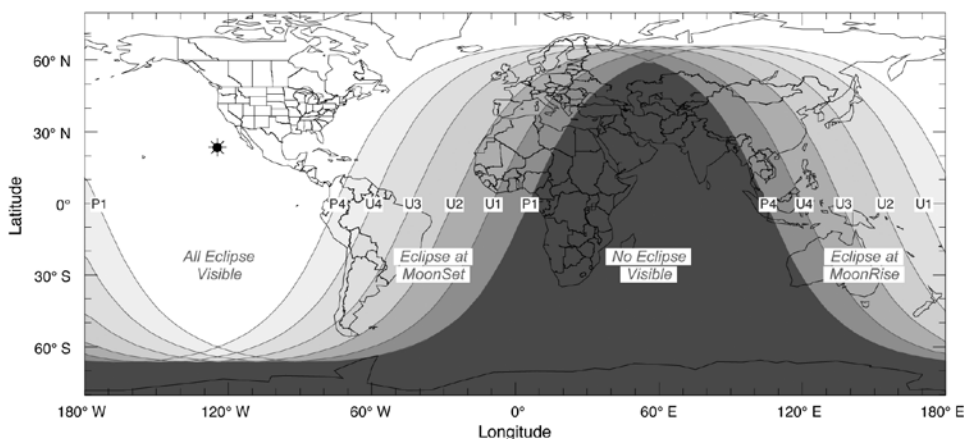 60° N
30° N
0°
30° S
60° S
Latitude
P1 P4 U4 U3 U2 U1 P1 P4 U4 U3 U2 U1
All Eclipse
Visible
Eclipse at
MoonSet
No Eclipse
Visible
Eclipse at
MoonRise
180° W 120° W 60° W 0° 60° E 120° E 180° E
Longitude